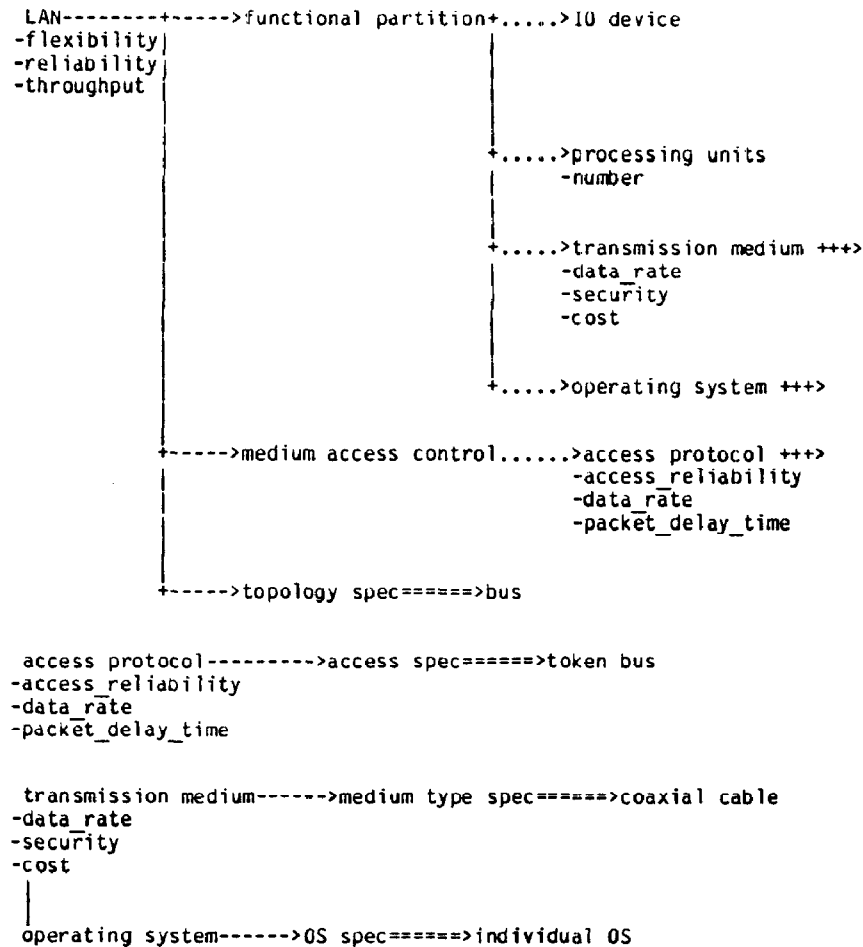 LAN--------+----->functional partition+.....>IO device
-flexibility|
-reliability|
-throughput
+.....>processing units
-number
+.....>transmission medium +++>
-data_rate
-security
-cost
+.....>operating system +++>
+----->medium access control......>access protocol +++>
-access_reliability
-data_rate
-packet_delay_time
+----->topology spec======>bus
access protocol--------->access spec======>token bus
-access_reliability
-data_rate
-packet_delay_time
transmission medium------>medium type spec======>coaxial cable
-data_rate
-security
-cost
operating system------>OS spec======>individual OS